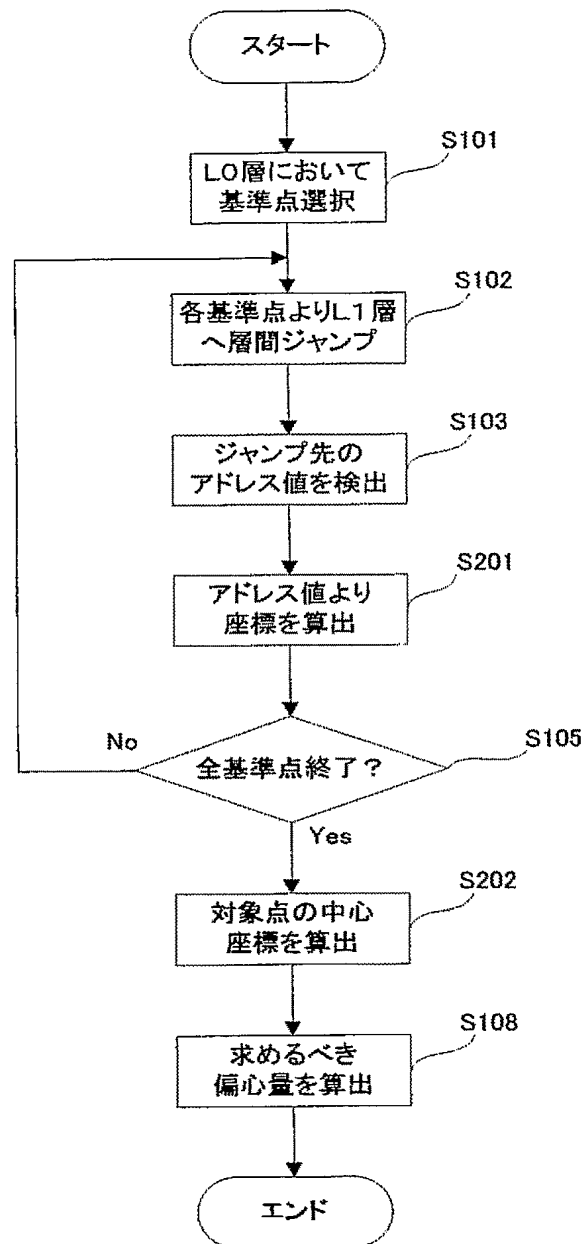 スタート
S101
L0層において
基準点選択
S102
各基準点よりL1層
へ層間ジャンプ
S103
ジャンプ先の
アドレス値を検出
S201
アドレス値より
座標を算出
No
S105
全基準点終了？
Yes
S202
対象点の中心
座標を算出
S108
求めるべき
偏心量を算出
エンド